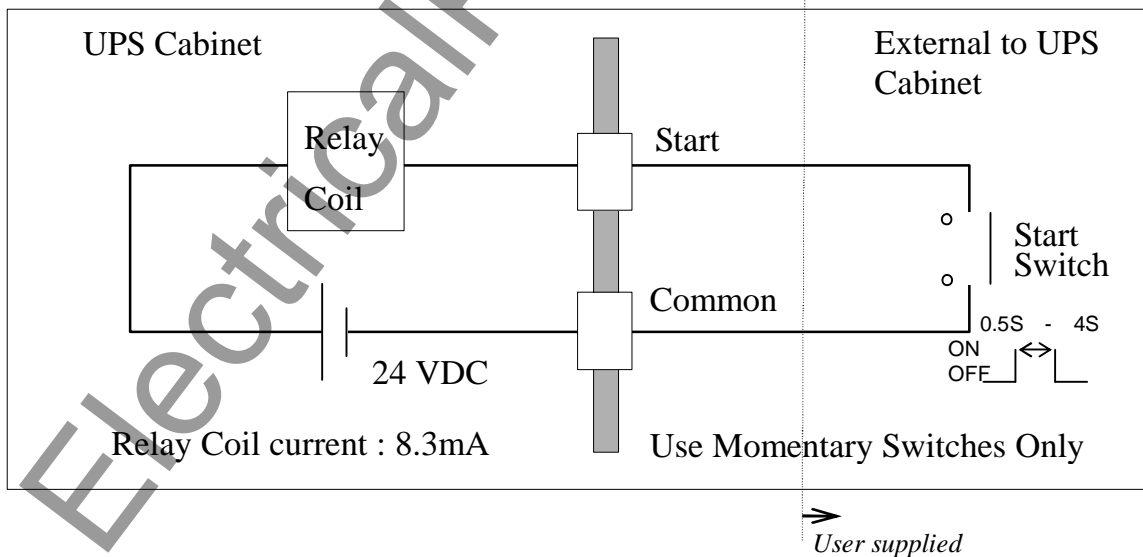 UPS Cabinet
External to UPS
Cabinet
Relay
Coil
Start
Start
Switch
Common
0.5S - 4S
ON
OFF
24 VDC
Relay Coil current : 8.3mA
Use Momentary Switches Only
User supplied